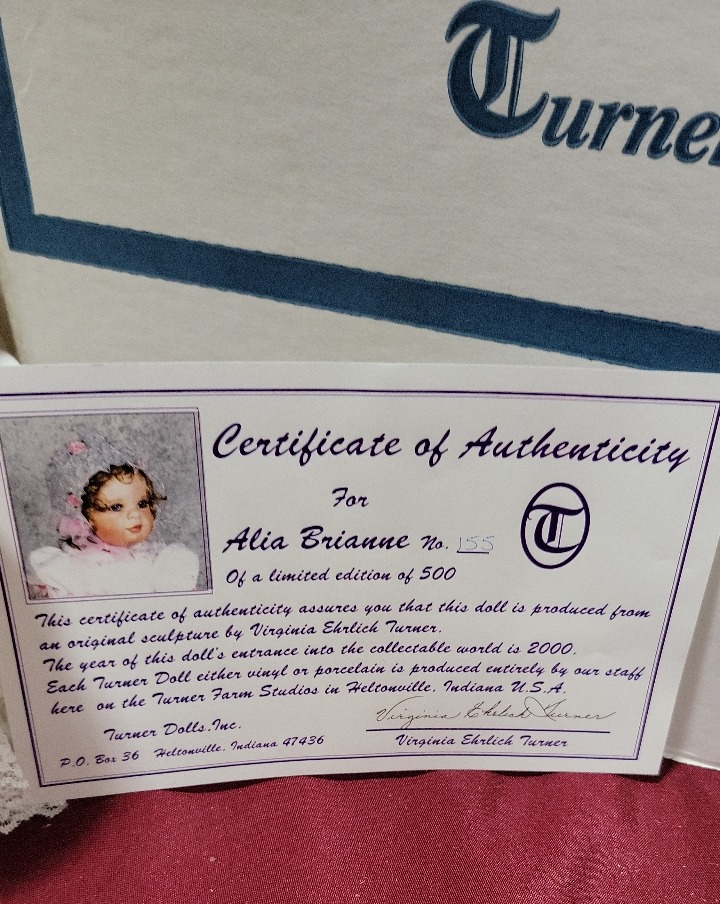 Turne
Certificate of Authenticity
For
Alia Brianne No. 155
T
Of a limited edition of 500
This certificate of authenticity assures you that this doll is produced from
an original sculpture by Virginia Ehrlich Turner.
The year of this doll's entrance into the collectable world is 2000.
Each Turner Doll either vinyl or porcelain is produced entirely by our staff
here on the Turner Farm Studios in Heltonville, Indiana U.S.A.
Virginia Ehrlich Turner
Turner Dolls.Inc.
Virginia Ehrlich Turner
P.O. Box 36 Heltonville, Indiana 47436